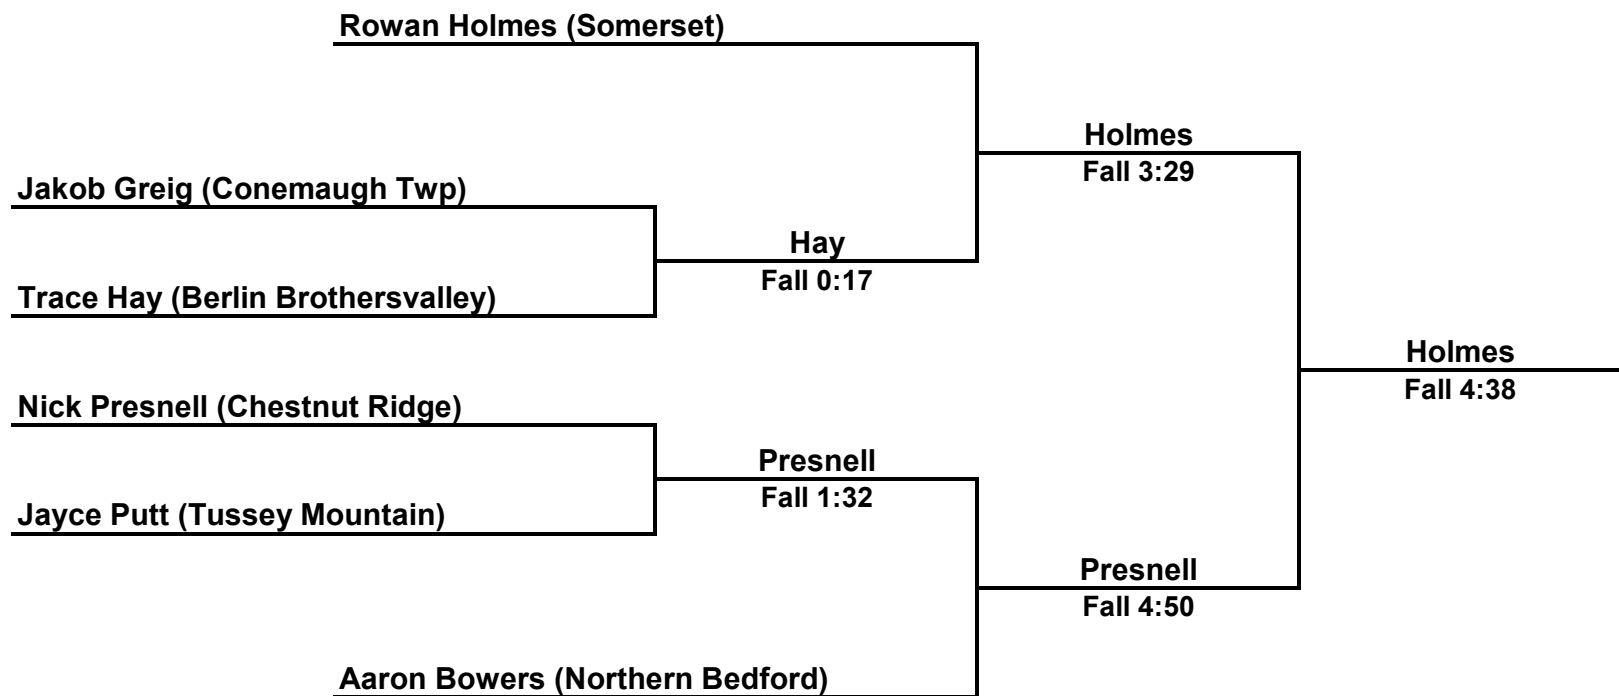 Rowan Holmes (Somerset)
Holmes
Fall 3:29
Jakob Greig (Conemaugh Twp)
Hay
Fall 0:17
Trace Hay (Berlin Brothersvalley)
Holmes
Fall 4:38
Nick Presnell (Chestnut Ridge)
Presnell
Fall 1:32
Jayce Putt (Tussey Mountain)
Presnell
Fall 4:50
Aaron Bowers (Northern Bedford)